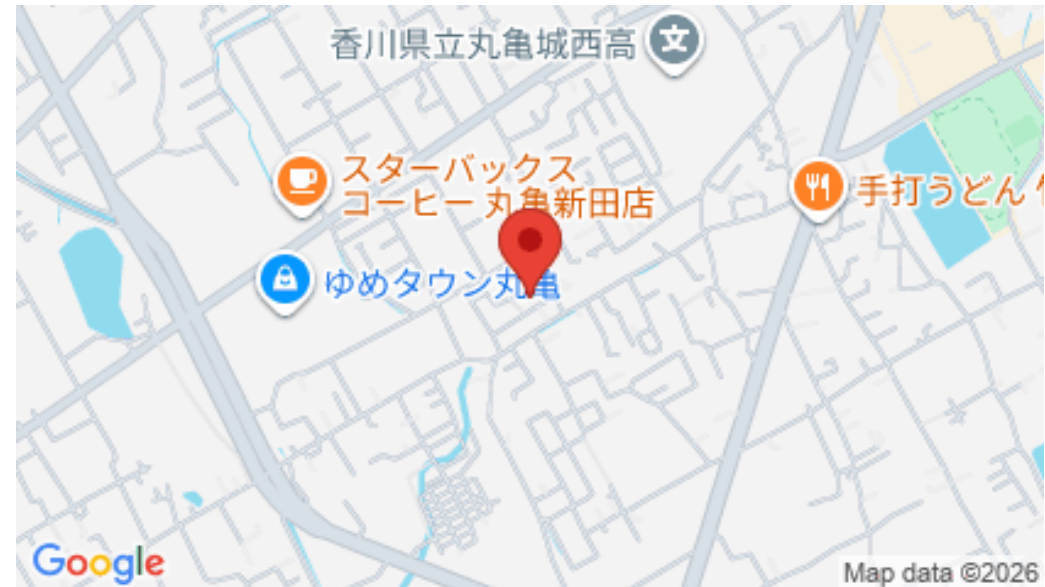 香川県立丸亀城西高
文
スターバックス
コーヒー 丸亀新田店
手打うどん
ゆめタウン丸亀
Google
Map data ©2026